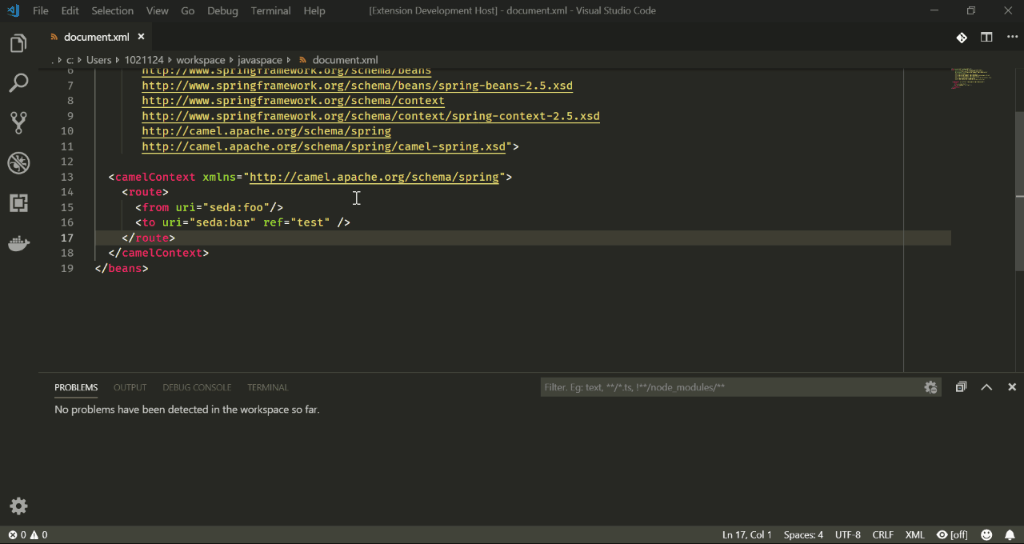 File Edit Selection View Go Debug Terminal Help [Extension Development Host] - document.xml - Visual Studio Code
document.xml
. c: Users 1021124 workspace javaspace document.xml
6 http://www.springframework.org/schema/beans
7 http://www.springframework.org/schema/beans/spring-beans-2.5.xsd
8 http://www.springframework.org/schema/context
9 http://www.springframework.org/schema/context/spring-context-2.5.xsd
10 http://camel.apache.org/schema/spring
11 http://camel.apache.org/schema/spring/camel-spring.xsd">
12
13 <camelContext xmlns="http://camel.apache.org/schema/spring">
14 <route>
15 <from uri="seda:foo"/>
16 <to uri="seda:bar" ref="test" />
17 </route>
18 </camelContext>
19 </beans>
PROBLEMS OUTPUT DEBUG CONSOLE TERMINAL Filter. Eg: text, **/*.ts, !**/node_modules/**
No problems have been detected in the workspace so far.
0 0 Ln 17, Col 1 Spaces: 4 UTF-8 CRLF XML [off]